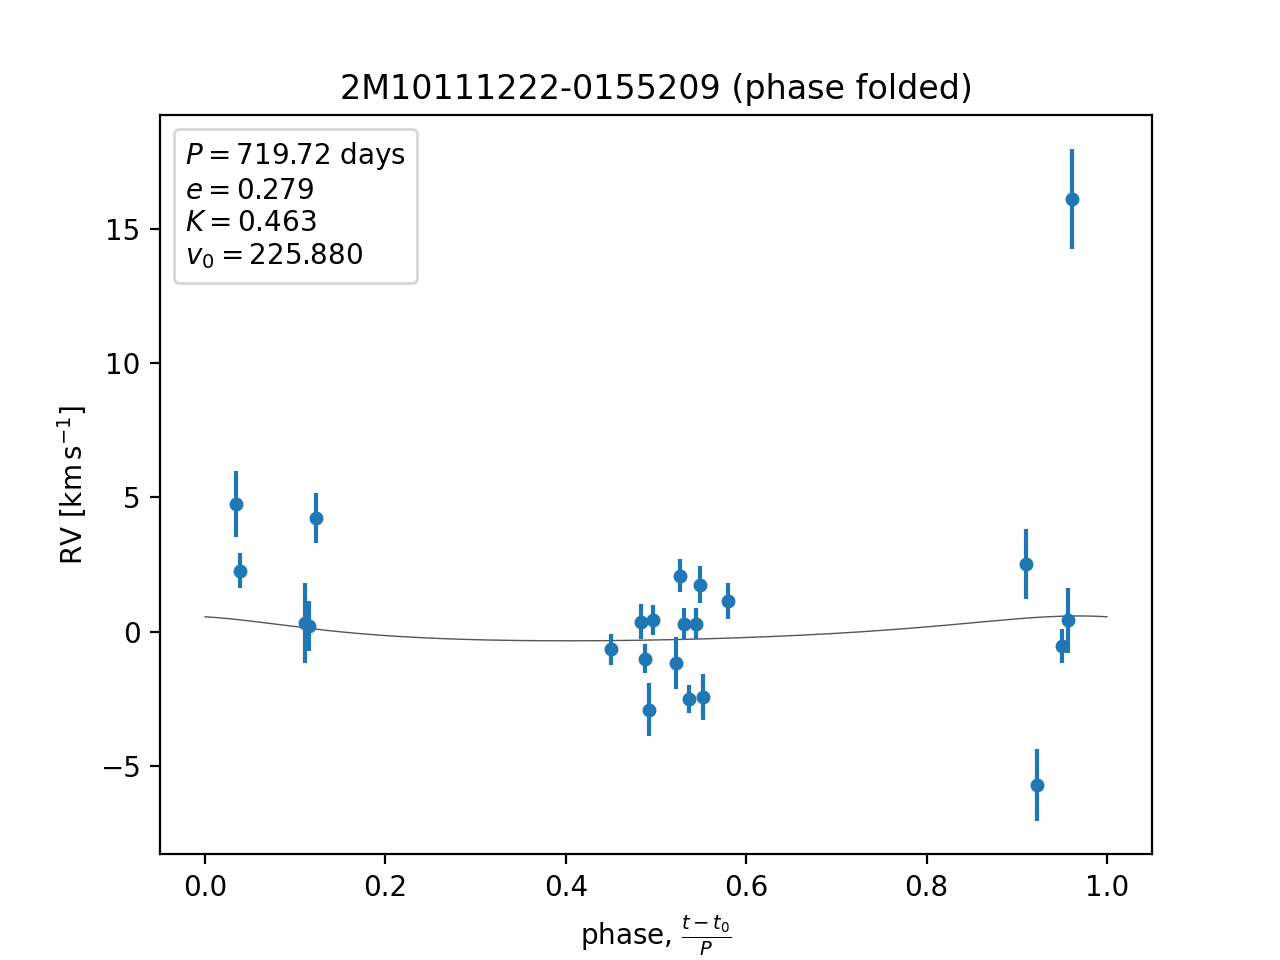 2M10111222-0155209 (phase folded)
P = 719.72 days
e = 0.279
K = 0.463
v₀ = 225.880
15
10
5
0
−5
RV [km s⁻¹]
0.0 0.2 0.4 0.6 0.8 1.0
phase, (t − t₀)/P